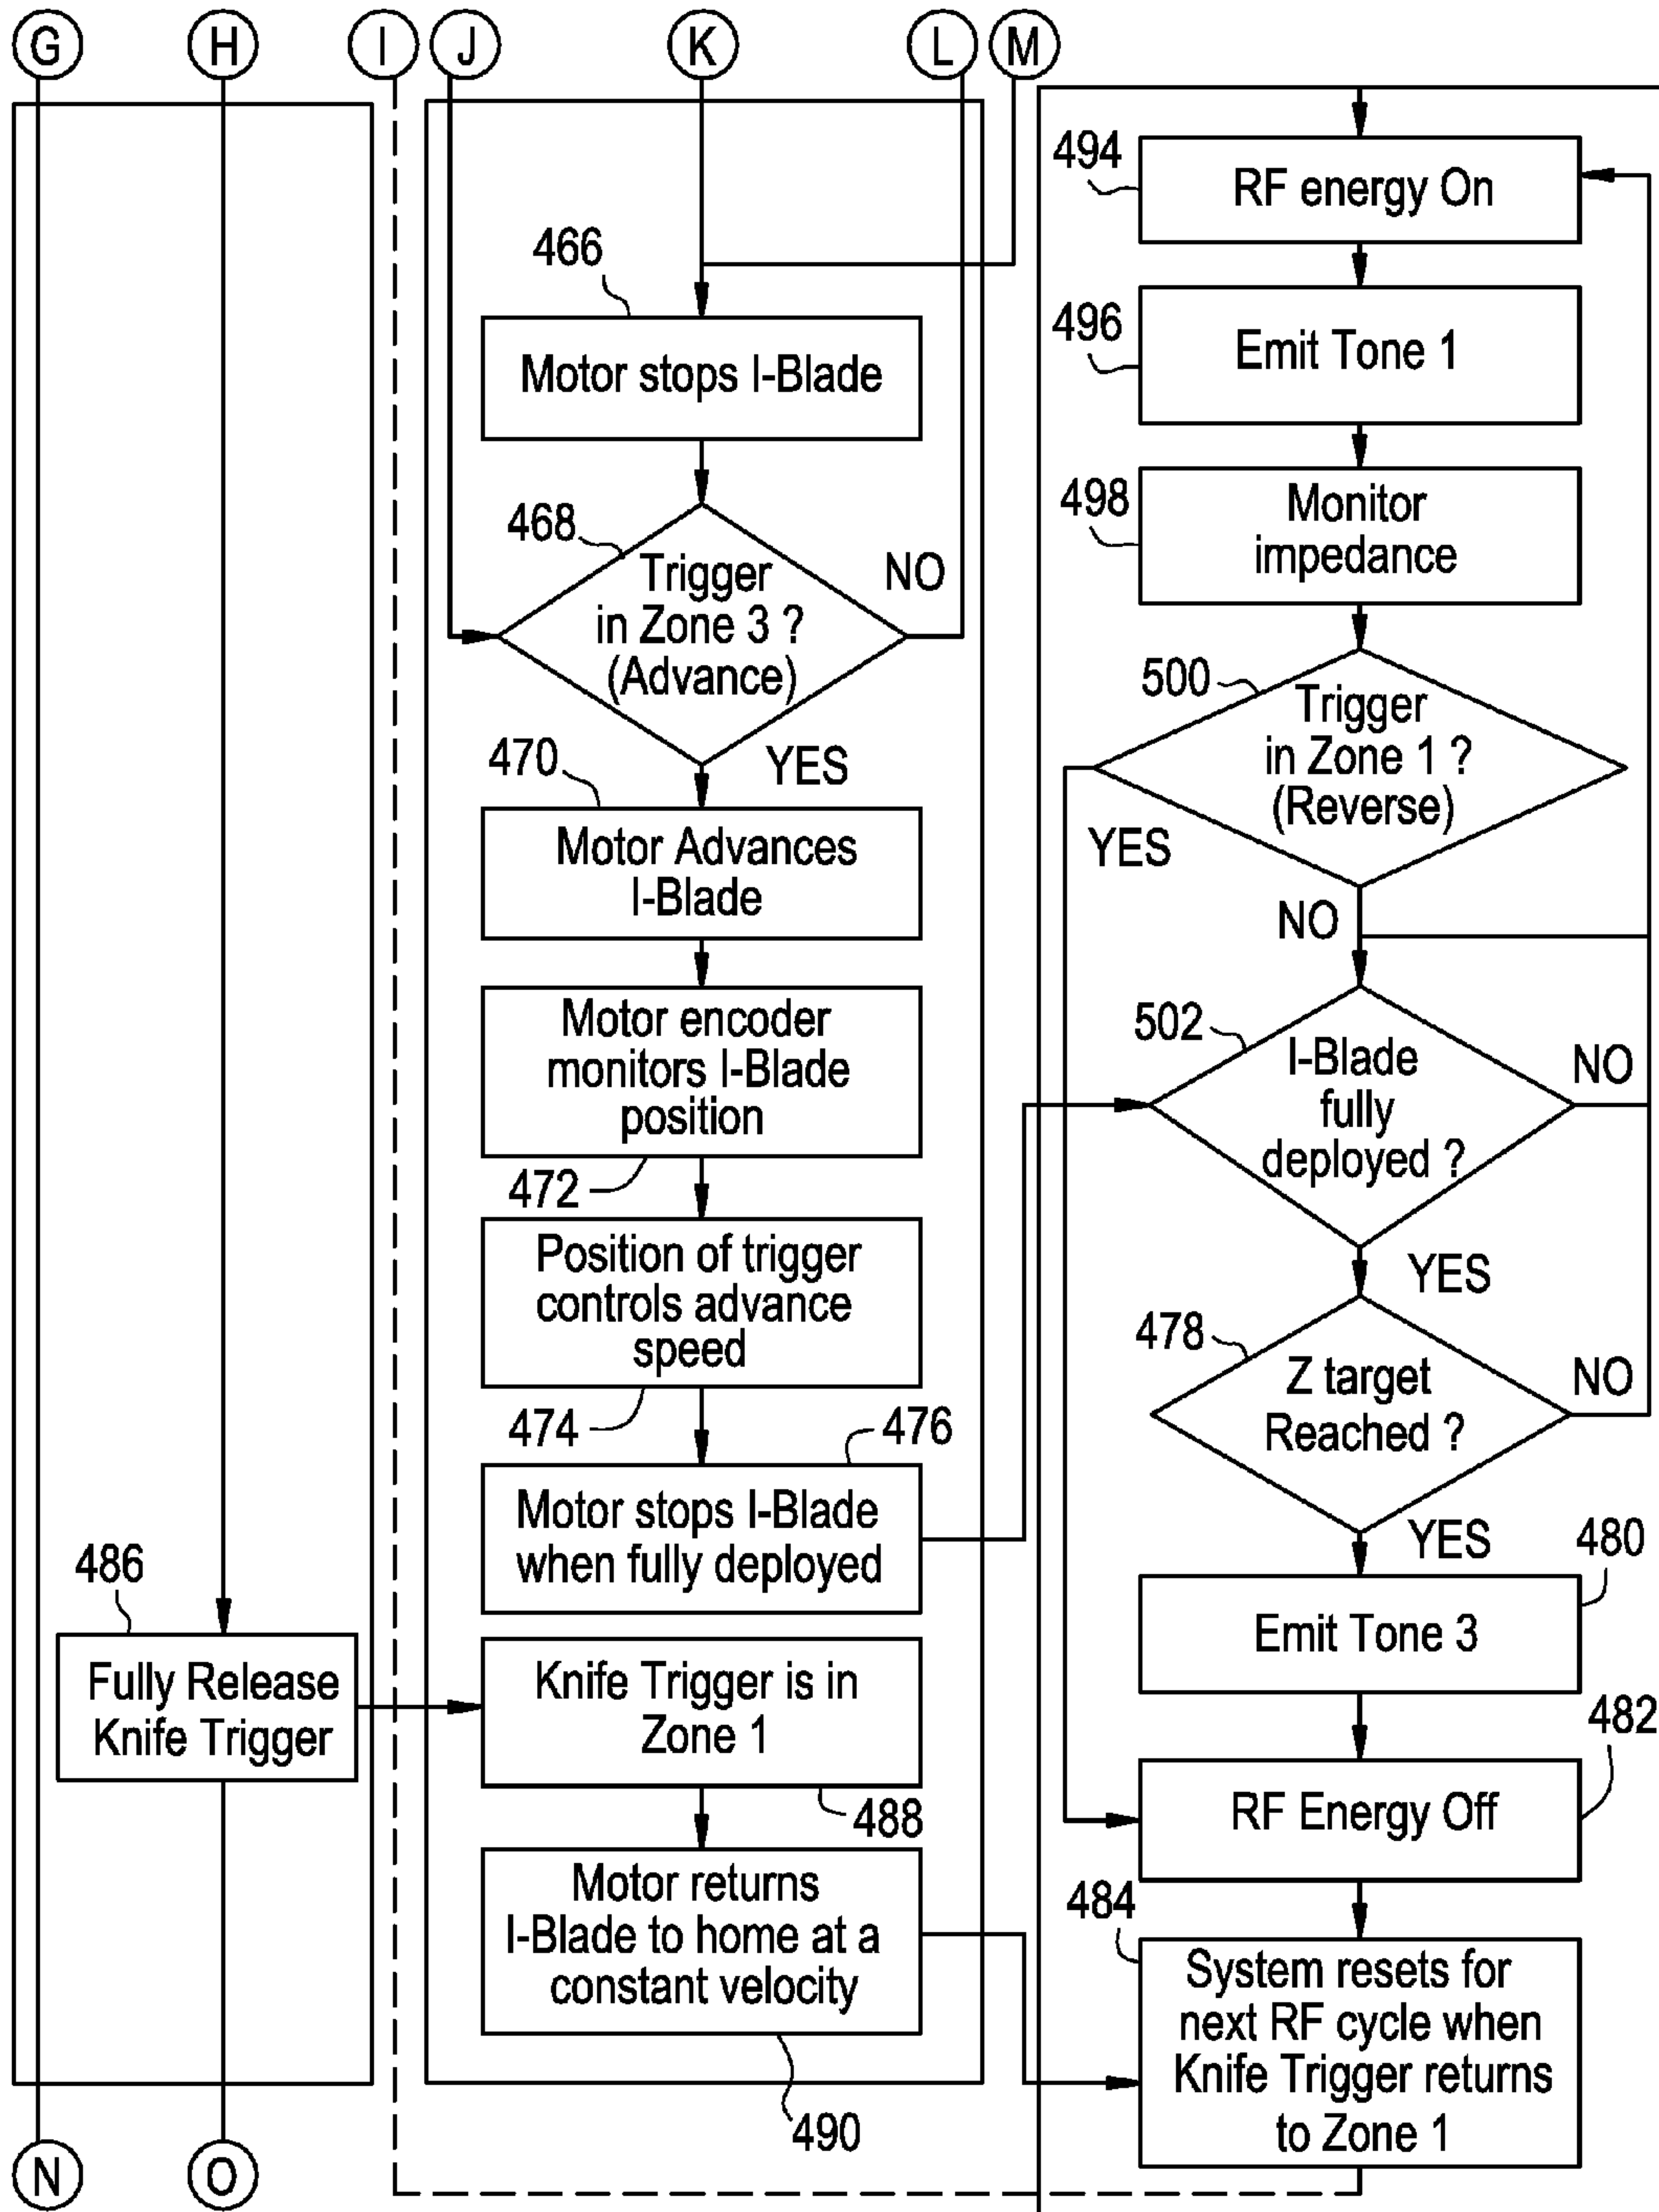 G
H
I
J
K
L
M
494
RF energy On
466
496
Emit Tone 1
Motor stops I-Blade
498
Monitor
impedance
468
Trigger
in Zone 3 ?
(Advance)
NO
500
Trigger
in Zone 1 ?
(Reverse)
YES
YES
NO
470
Motor Advances
I-Blade
Motor encoder
monitors I-Blade
position
472
502
I-Blade
fully
deployed ?
NO
YES
Position of trigger
controls advance
speed
474
478
Z target
Reached ?
NO
YES
476
Motor stops I-Blade
when fully deployed
480
Emit Tone 3
486
Fully Release
Knife Trigger
Knife Trigger is in
Zone 1
488
482
RF Energy Off
Motor returns
I-Blade to home at a
constant velocity
490
484
System resets for
next RF cycle when
Knife Trigger returns
to Zone 1
N
O